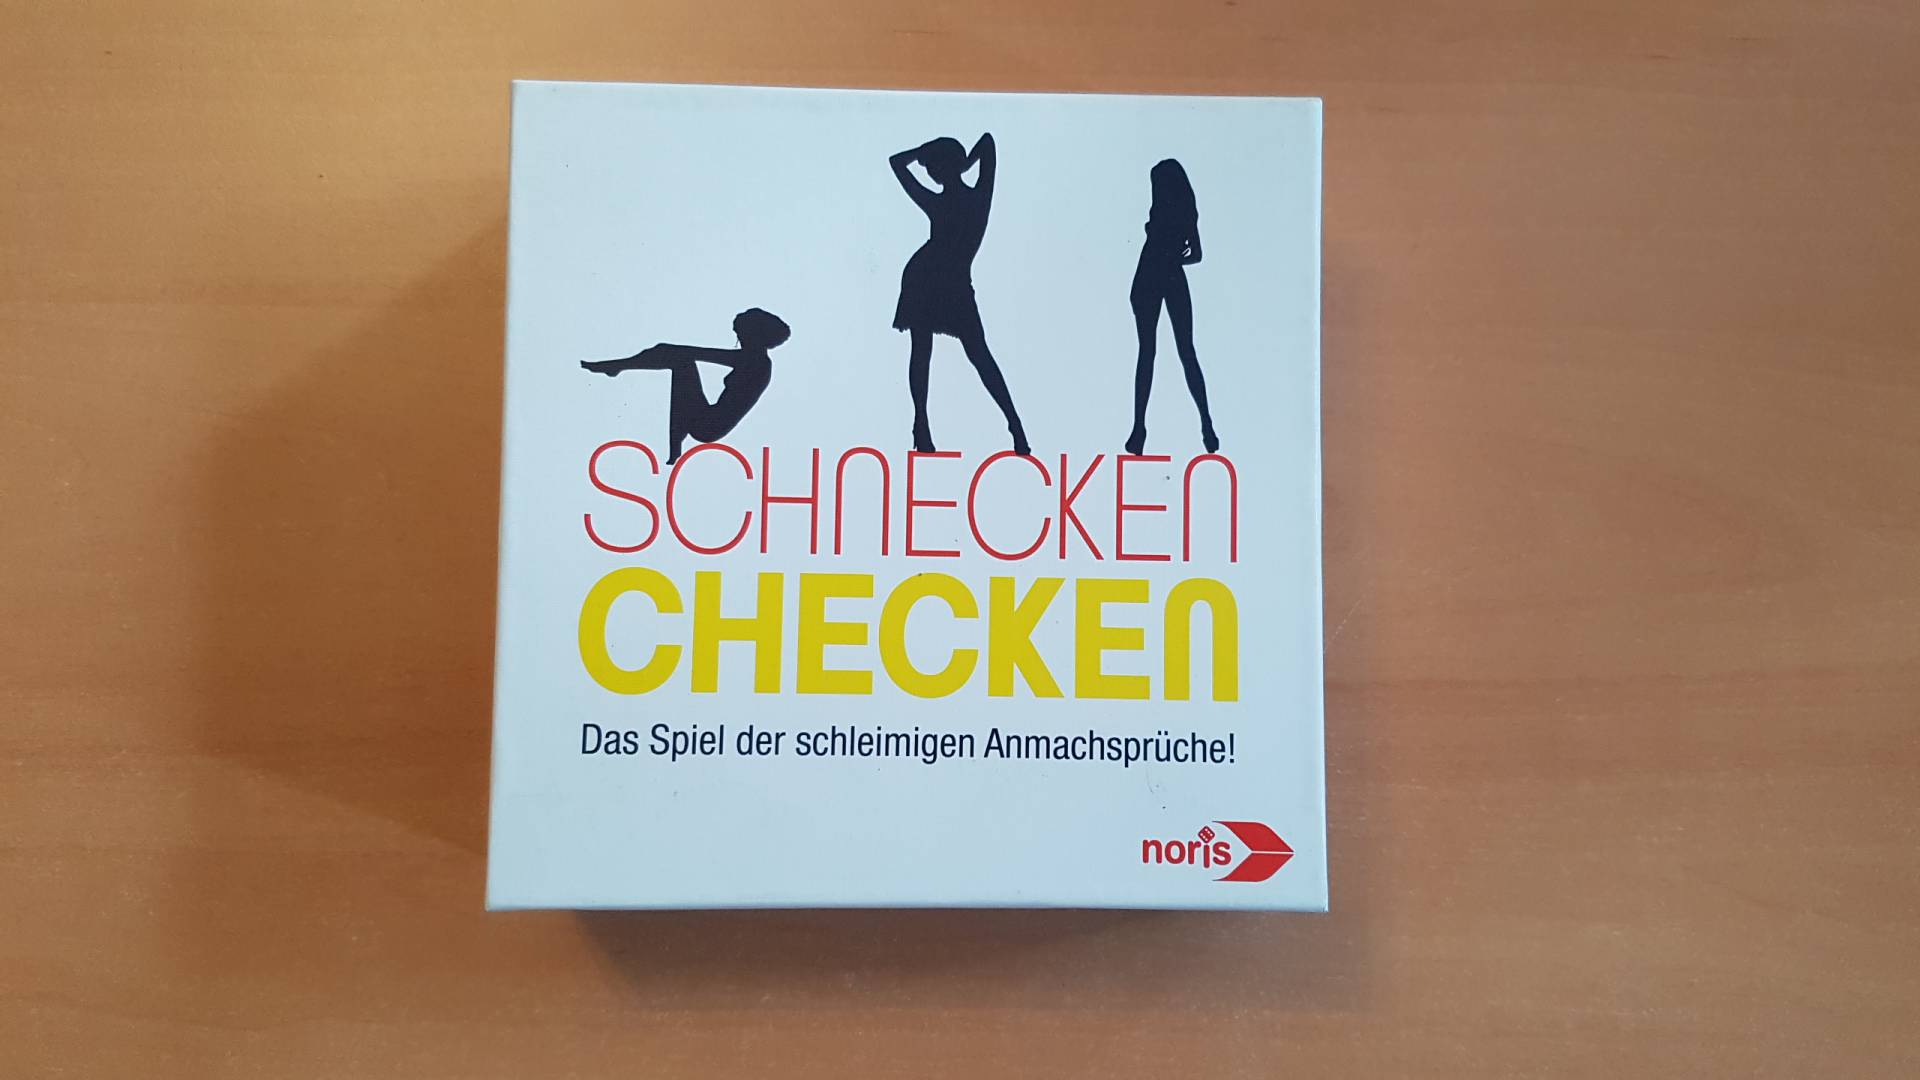 SCHNECKEN
CHECKEN
Das Spiel der schleimigen Anmachsprüche!
noris